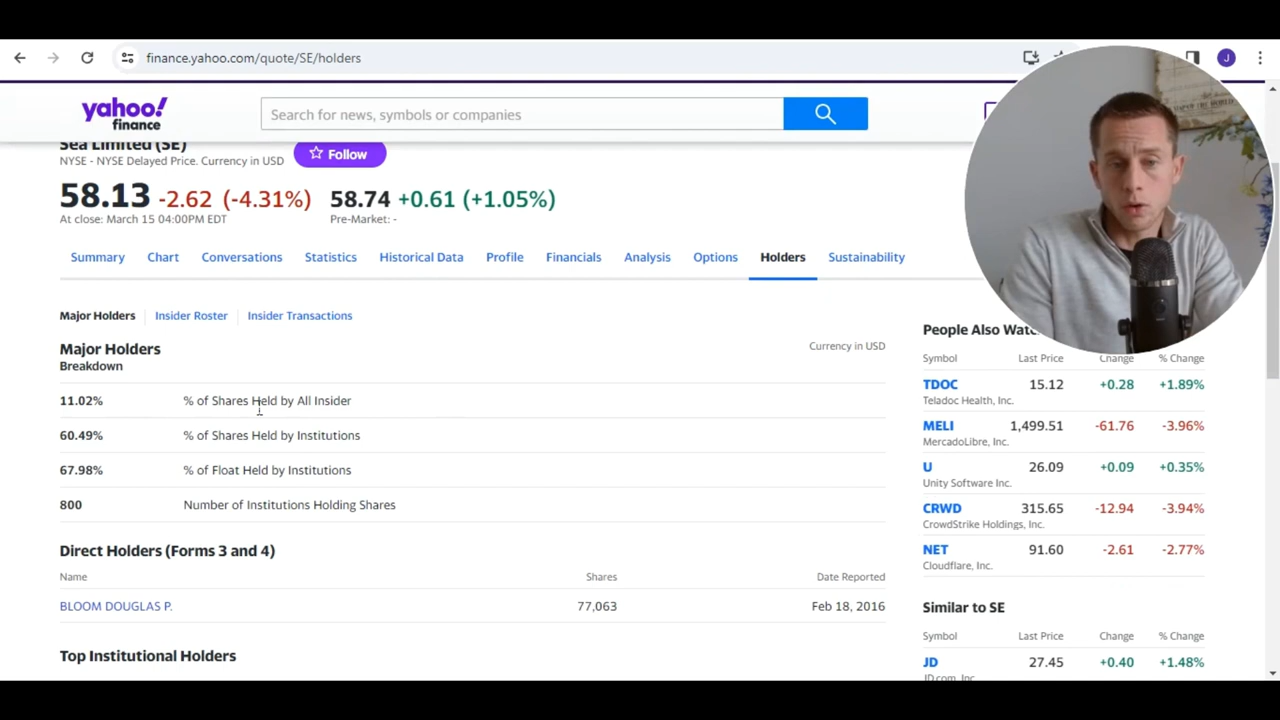 finance.yahoo.com/quote/SE/holders
J
yahoo!
finance
Search for news, symbols or companies
Sea Limited (SE)
NYSE - NYSE Delayed Price. Currency in USD
Follow
58.13 -2.62 (-4.31%) 58.74 +0.61 (+1.05%)
At close: March 15 04:00PM EDT Pre-Market: -
Summary Chart Conversations Statistics Historical Data Profile Financials Analysis Options Holders Sustainability
Major Holders Insider Roster Insider Transactions
Major Holders Currency in USD
Breakdown
11.02% % of Shares Held by All Insider
60.49% % of Shares Held by Institutions
67.98% % of Float Held by Institutions
800 Number of Institutions Holding Shares
Direct Holders (Forms 3 and 4)
Name Shares Date Reported
BLOOM DOUGLAS P. 77,063 Feb 18, 2016
Top Institutional Holders
People Also
Symbol Last Price Change % Change
TDOC 15.12 +0.28 +1.89%
Teladoc Health, Inc.
MELI 1,499.51 -61.76 -3.96%
MercadoLibre, Inc.
U 26.09 +0.09 +0.35%
Unity Software Inc.
CRWD 315.65 -12.94 -3.94%
CrowdStrike Holdings, Inc.
NET 91.60 -2.61 -2.77%
Cloudflare, Inc.
Similar to SE
Symbol Last Price Change % Change
JD 27.45 +0.40 +1.48%
JD.com, Inc.